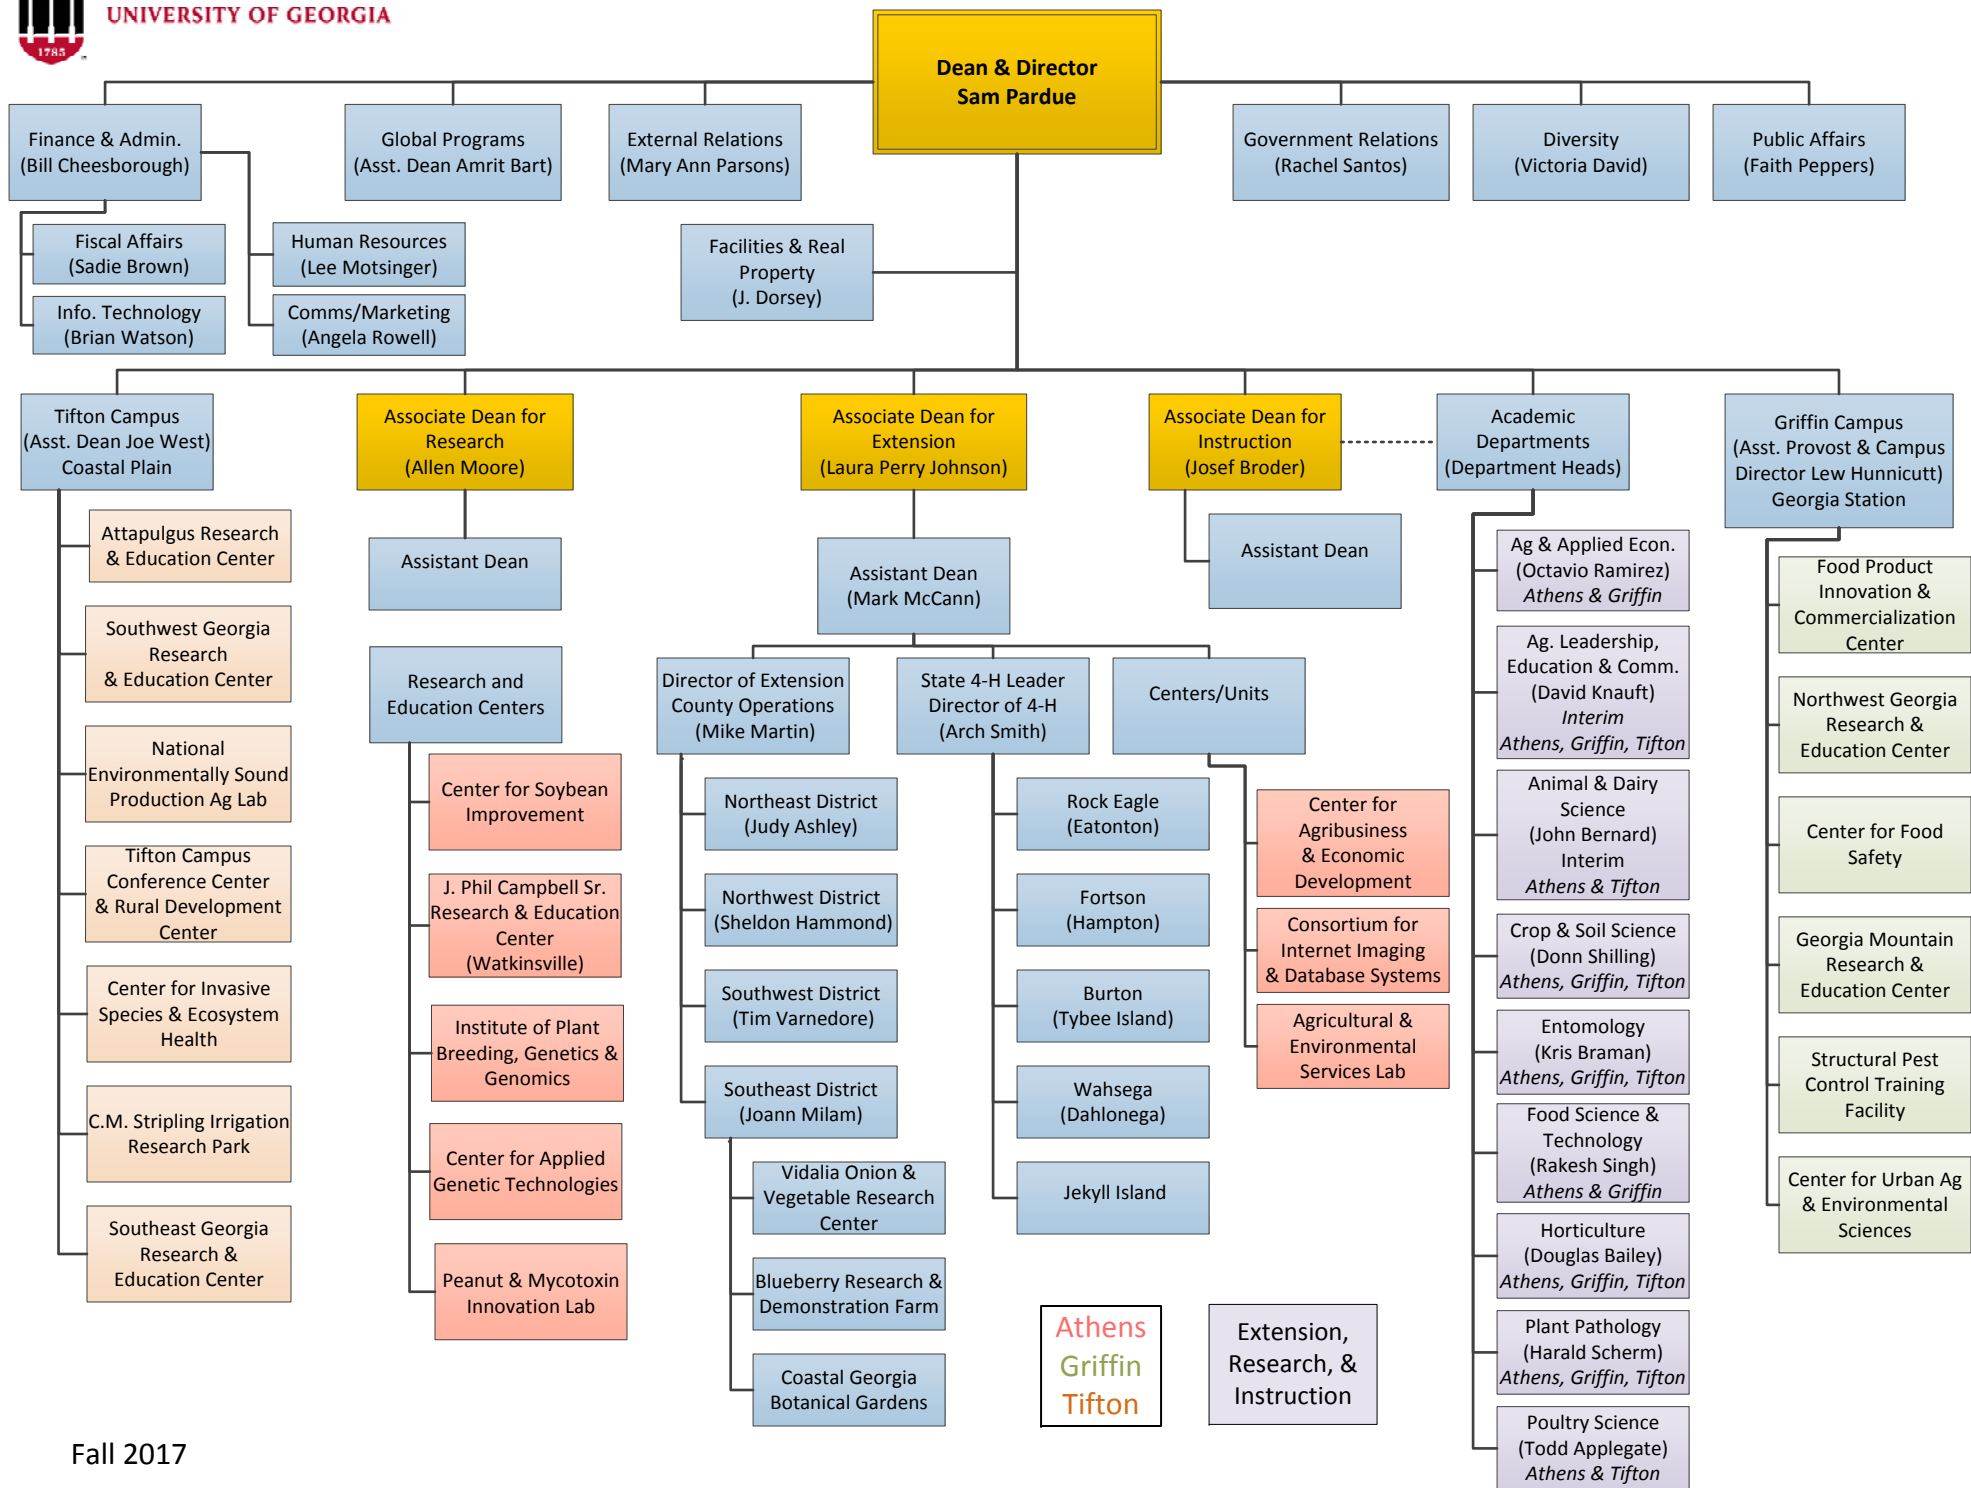 UNIVERSITY OF GEORGIA
1785
Dean & Director
Sam Pardue
Finance & Admin.
(Bill Cheesborough)
Global Programs
(Asst. Dean Amrit Bart)
External Relations
(Mary Ann Parsons)
Government Relations
(Rachel Santos)
Diversity
(Victoria David)
Public Affairs
(Faith Peppers)
Fiscal Affairs
(Sadie Brown)
Human Resources
(Lee Motsinger)
Info. Technology
(Brian Watson)
Comms/Marketing
(Angela Rowell)
Facilities & Real
Property
(J. Dorsey)
Tifton Campus
(Asst. Dean Joe West)
Coastal Plain
Attapulgus Research
& Education Center
Southwest Georgia
Research
& Education Center
National
Environmentally Sound
Production Ag Lab
Tifton Campus
Conference Center
& Rural Development
Center
Center for Invasive
Species & Ecosystem
Health
C.M. Stripling Irrigation
Research Park
Southeast Georgia
Research &
Education Center
Associate Dean for
Research
(Allen Moore)
Assistant Dean
Research and
Education Centers
Center for Soybean
Improvement
J. Phil Campbell Sr.
Research & Education
Center
(Watkinsville)
Institute of Plant
Breeding, Genetics &
Genomics
Center for Applied
Genetic Technologies
Peanut & Mycotoxin
Innovation Lab
Associate Dean for
Extension
(Laura Perry Johnson)
Assistant Dean
(Mark McCann)
Director of Extension
County Operations
(Mike Martin)
Northeast District
(Judy Ashley)
Northwest District
(Sheldon Hammond)
Southwest District
(Tim Varnedore)
Southeast District
(Joann Milam)
Vidalia Onion &
Vegetable Research
Center
Blueberry Research &
Demonstration Farm
Coastal Georgia
Botanical Gardens
State 4-H Leader
Director of 4-H
(Arch Smith)
Rock Eagle
(Eatonton)
Fortson
(Hampton)
Burton
(Tybee Island)
Wahsega
(Dahlonega)
Jekyll Island
Centers/Units
Center for
Agribusiness
& Economic
Development
Consortium for
Internet Imaging
& Database Systems
Agricultural &
Environmental
Services Lab
Associate Dean for
Instruction
(Josef Broder)
Assistant Dean
Academic
Departments
(Department Heads)
Ag & Applied Econ.
(Octavio Ramirez)
Athens & Griffin
Ag. Leadership,
Education & Comm.
(David Knauft)
Interim
Athens, Griffin, Tifton
Animal & Dairy
Science
(John Bernard)
Interim
Athens & Tifton
Crop & Soil Science
(Donn Shilling)
Athens, Griffin, Tifton
Entomology
(Kris Braman)
Athens, Griffin, Tifton
Food Science &
Technology
(Rakesh Singh)
Athens & Griffin
Horticulture
(Douglas Bailey)
Athens, Griffin, Tifton
Plant Pathology
(Harald Scherm)
Athens, Griffin, Tifton
Poultry Science
(Todd Applegate)
Athens & Tifton
Griffin Campus
(Asst. Provost & Campus
Director Lew Hunnicutt)
Georgia Station
Food Product
Innovation &
Commercialization
Center
Northwest Georgia
Research &
Education Center
Center for Food
Safety
Georgia Mountain
Research &
Education Center
Structural Pest
Control Training
Facility
Center for Urban Ag
& Environmental
Sciences
Athens
Griffin
Tifton
Extension,
Research, &
Instruction
Fall 2017